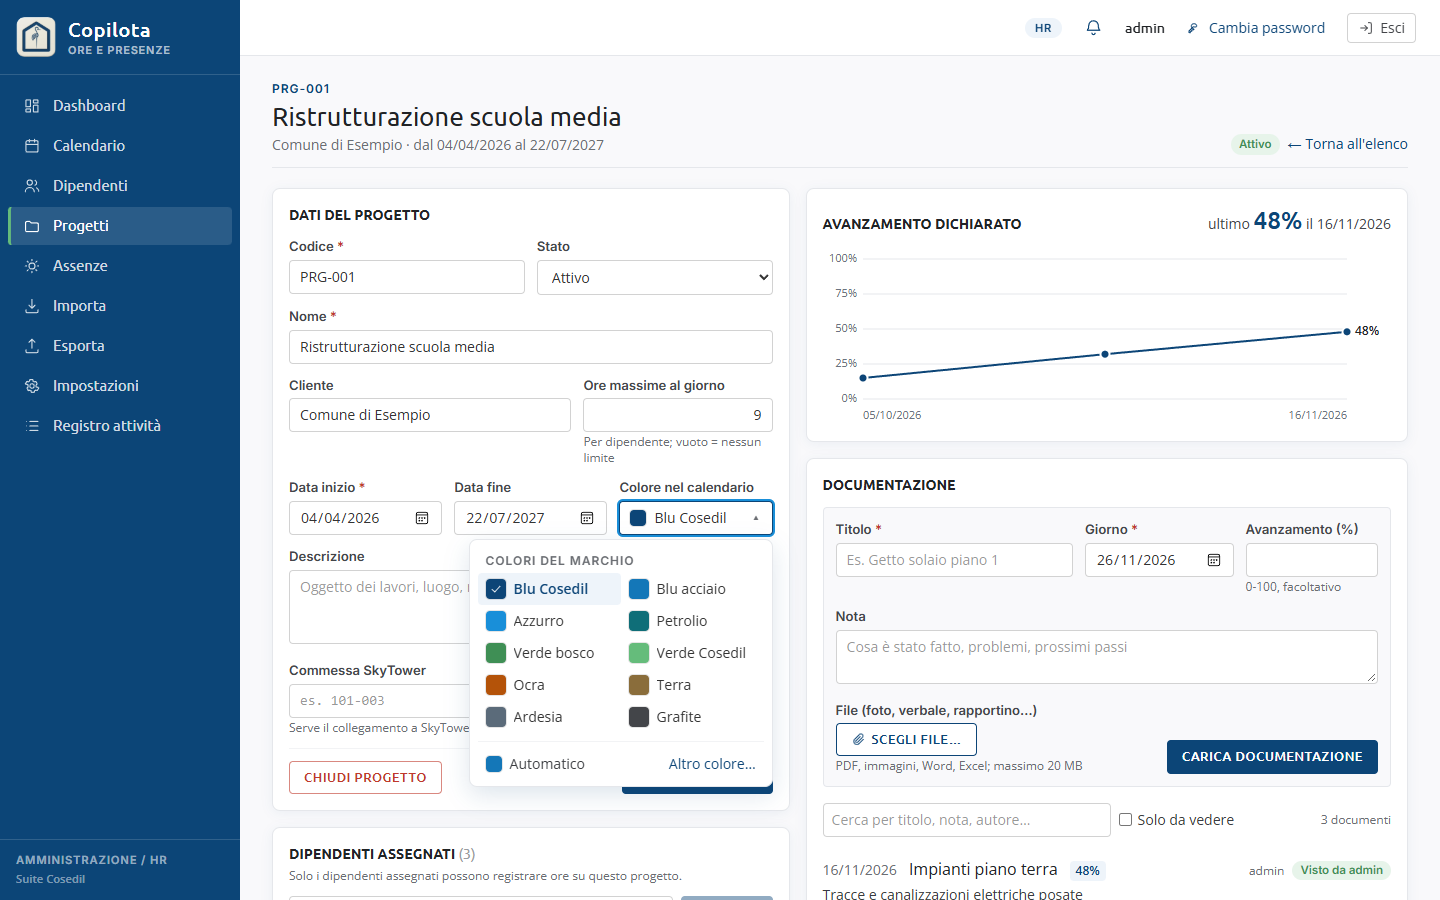 Copilota
ORE E PRESENZE
Dashboard
Calendario
Dipendenti
Progetti
Assenze
Importa
Esporta
Impostazioni
Registro attività
AMMINISTRAZIONE / HR
Suite Cosedil
HR
admin
Cambia password
Esci
PRG-001
Ristrutturazione scuola media
Comune di Esempio · dal 04/04/2026 al 22/07/2027
Attivo
← Torna all'elenco
DATI DEL PROGETTO
Codice *
Stato
PRG-001
Attivo
Nome *
Ristrutturazione scuola media
Cliente
Ore massime al giorno
Comune di Esempio
9
Per dipendente; vuoto = nessun
limite
Data inizio *
Data fine
Colore nel calendario
04/04/2026
22/07/2027
Blu Cosedil
Descrizione
Oggetto dei lavori, luogo,
COLORI DEL MARCHIO
Blu Cosedil
Blu acciaio
Azzurro
Petrolio
Verde bosco
Verde Cosedil
Ocra
Terra
Ardesia
Grafite
Automatico
Altro colore...
Commessa SkyTower
es. 101-003
Serve il collegamento a SkyTower
CHIUDI PROGETTO
DIPENDENTI ASSEGNATI (3)
Solo i dipendenti assegnati possono registrare ore su questo progetto.
AVANZAMENTO DICHIARATO
ultimo 48% il 16/11/2026
100%
75%
50%
25%
0%
48%
05/10/2026
16/11/2026
DOCUMENTAZIONE
Titolo *
Giorno *
Avanzamento (%)
Es. Getto solaio piano 1
26/11/2026
0-100, facoltativo
Nota
Cosa è stato fatto, problemi, prossimi passi
File (foto, verbale, rapportino...)
SCEGLI FILE...
PDF, immagini, Word, Excel; massimo 20 MB
CARICA DOCUMENTAZIONE
Cerca per titolo, nota, autore...
Solo da vedere
3 documenti
16/11/2026 Impianti piano terra 48%
admin
Visto da admin
Tracce e canalizzazioni elettriche posate